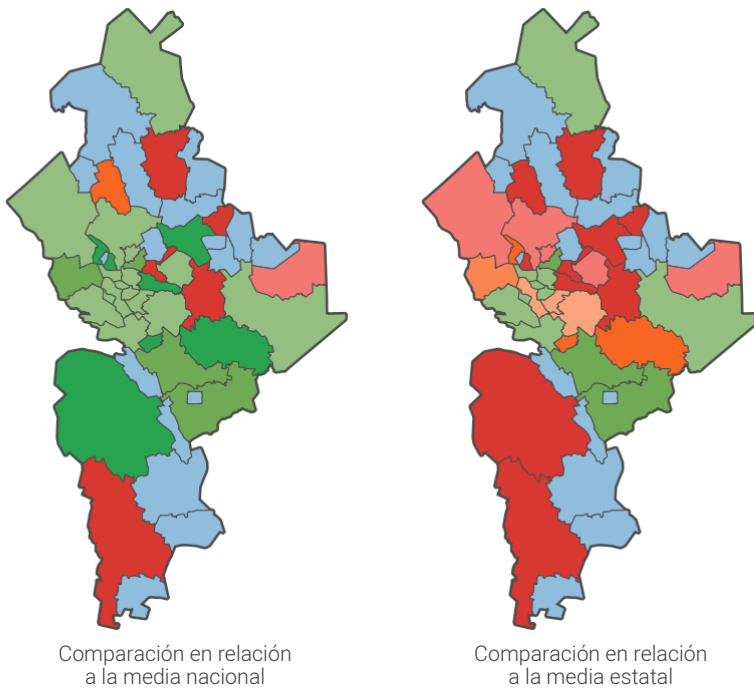 Comparación en relación
a la media nacional
Comparación en relación
a la media estatal